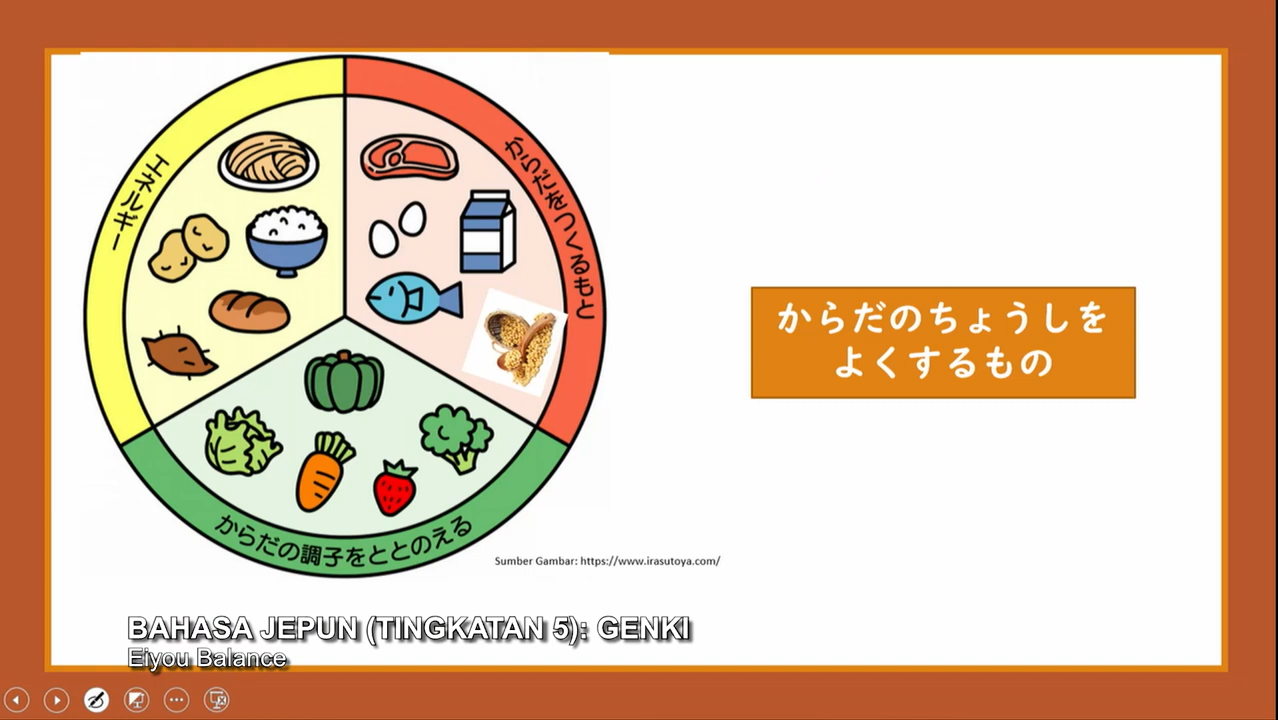 エネルギー
からだをつくるもと
からだの調子をととのえる
からだのちょうしを
よくするもの
Sumber Gambar: https://www.irasutoya.com/
BAHASA JEPUN (TINGKATAN 5): GENKI
Eiyou Balance